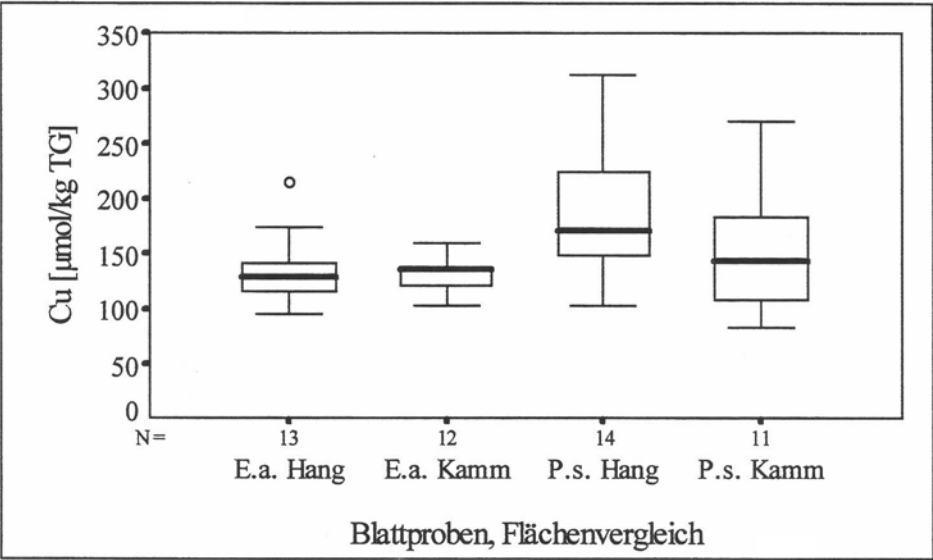 350
300
250
200
150
100
50
0
Cu [µmol/kg TG]
N= 13 12 14 11
E.a. Hang E.a. Kamm P.s. Hang P.s. Kamm
Blattproben, Flächenvergleich